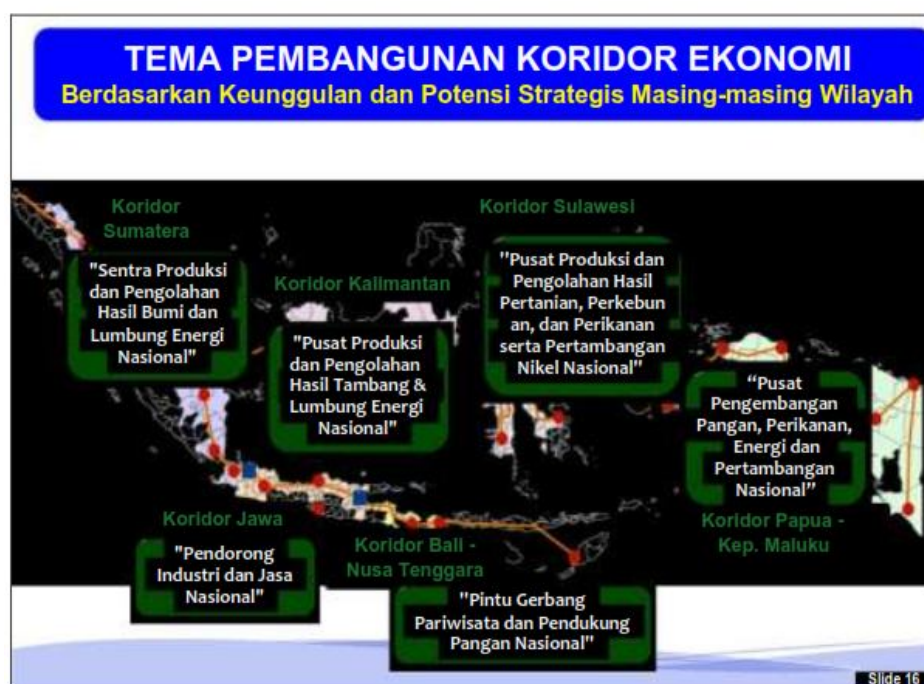 TEMA PEMBANGUNAN KORIDOR EKONOMI
Berdasarkan Keunggulan dan Potensi Strategis Masing-masing Wilayah
Koridor
Sumatera
"Sentra Produksi
dan Pengolahan
Hasil Bumi dan
Lumbung Energi
Nasional"
Koridor Kalimantan
"Pusat Produksi
dan Pengolahan
Hasil Tambang &
Lumbung Energi
Nasional"
Koridor Sulawesi
"Pusat Produksi dan
Pengolahan Hasil
Pertanian, Perkebun
an, dan Perikanan
serta Pertambangan
Nikel Nasional"
“Pusat
Pengembangan
Pangan, Perikanan,
Energi dan
Pertambangan
Nasional”
Koridor Papua -
Kep. Maluku
Koridor Jawa
"Pendorong
Industri dan Jasa
Nasional"
Koridor Bali -
Nusa Tenggara
"Pintu Gerbang
Pariwisata dan Pendukung
Pangan Nasional"
Slide 16